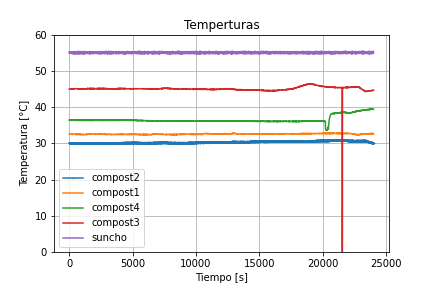 Temperturas
Temperatura [°C]
60
50
40
30
20
10
0
compost2
compost1
compost4
compost3
suncho
0 5000 10000 15000 20000 25000
Tiempo [s]